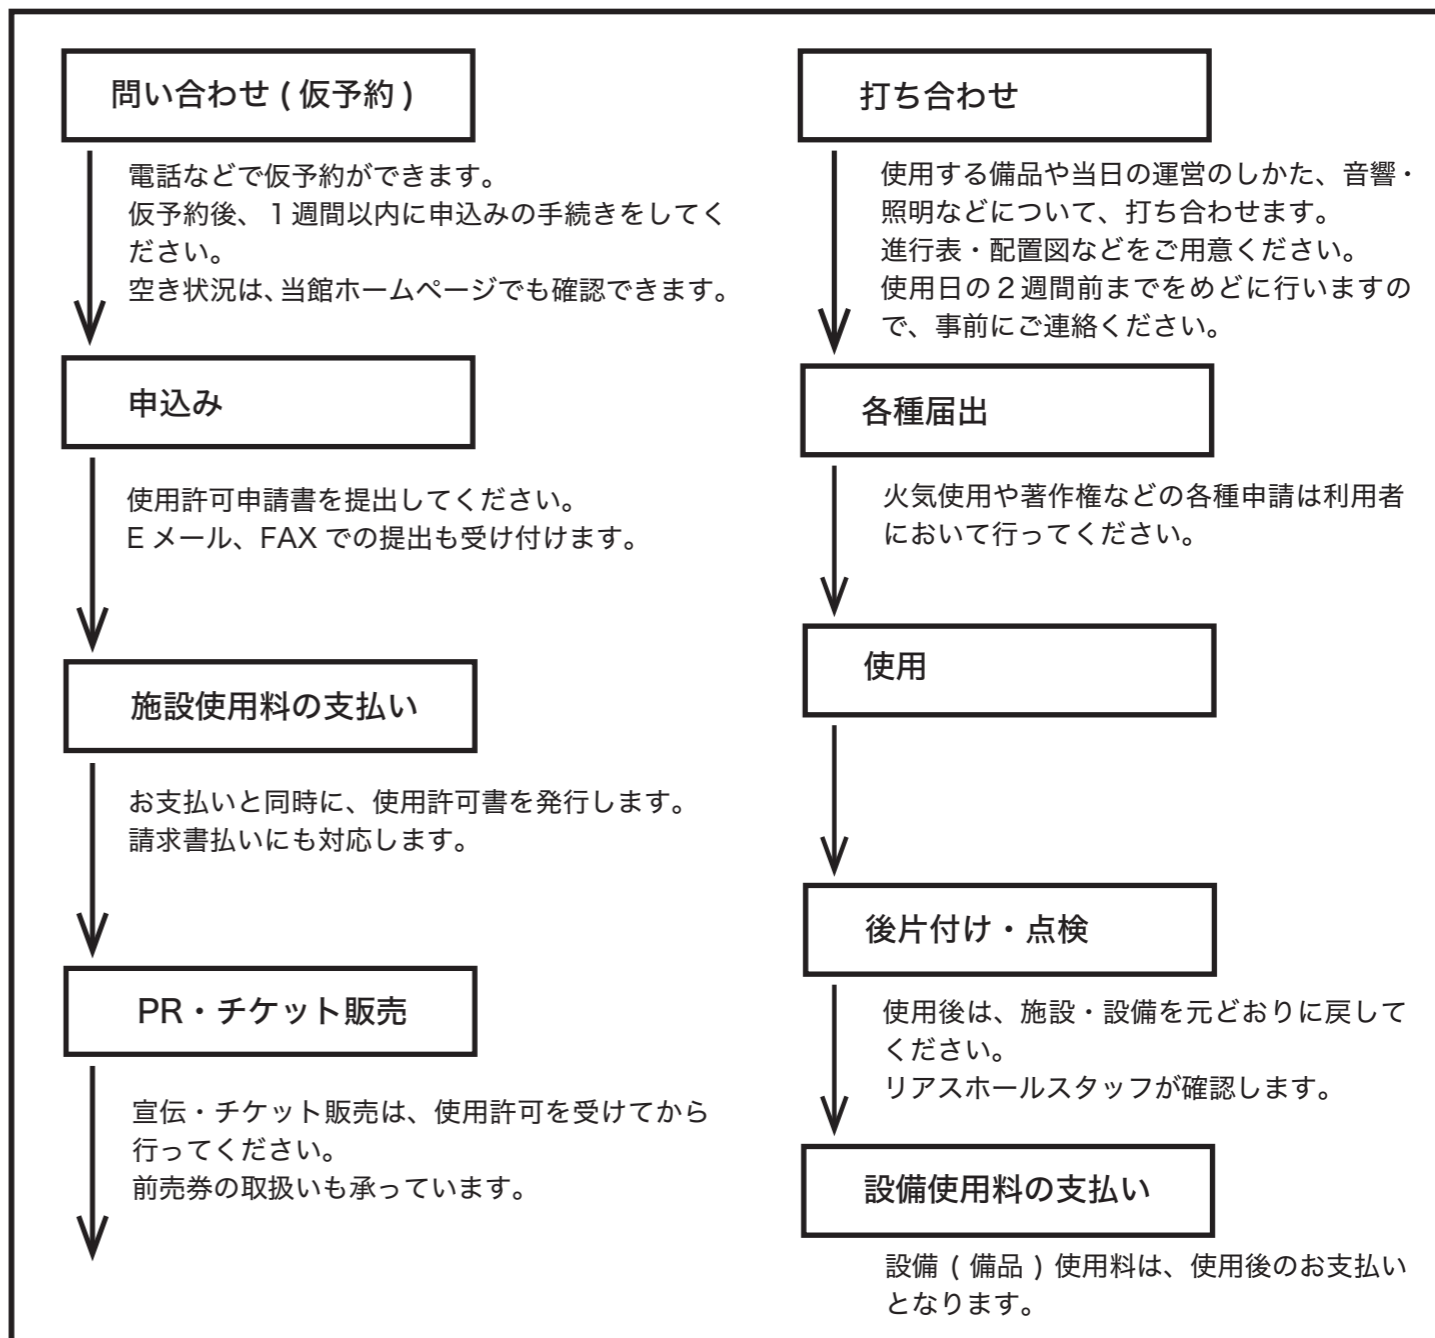 問い合わせ ( 仮予約 )
電話などで仮予約ができます。
仮予約後、1 週間以内に申込みの手続きをしてく
ださい。
空き状況は、当館ホームページでも確認できます。
申込み
使用許可申請書を提出してください。
E メール、FAX での提出も受け付けます。
施設使用料の支払い
お支払いと同時に、使用許可書を発行します。
請求書払いにも対応します。
PR・チケット販売
宣伝・チケット販売は、使用許可を受けてから
行ってください。
前売券の取扱いも承っています。
打ち合わせ
使用する備品や当日の運営のしかた、音響・
照明などについて、打ち合わせます。
進行表・配置図などをご用意ください。
使用日の 2 週間前までをめどに行いますの
で、事前にご連絡ください。
各種届出
火気使用や著作権などの各種申請は利用者
において行ってください。
使用
後片付け・点検
使用後は、施設・設備を元どおりに戻して
ください。
リアスホールスタッフが確認します。
設備使用料の支払い
設備 ( 備品 ) 使用料は、使用後のお支払い
となります。